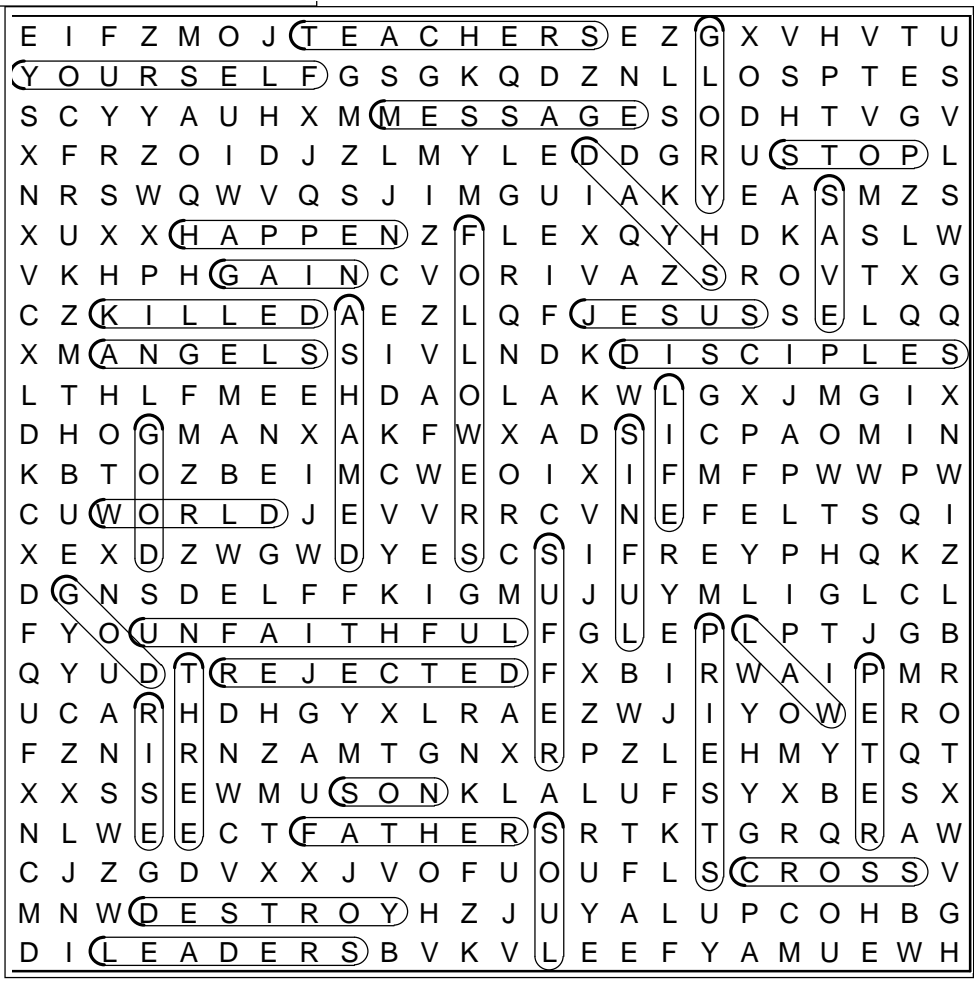 E I F Z M O J T E A C H E R S E Z G X V H V T U
Y O U R S E L F G S G K Q D Z N L L O S P T E S
S C Y Y A U H X M M E S S A G E S O D H T V G V
X F R Z O I D J Z L M Y L E D D G R U S T O P L
N R S W Q W V Q S J I M G U I A K Y E A S M Z S
X U X X H A P P E N Z F L E X Q Y H D K A S L W
V K H P H G A I N C V O R I V A Z S R O V T X G
C Z K I L L E D A E Z L Q F J E S U S S E L Q Q
X M A N G E L S S I V L N D K D I S C I P L E S
L T H L F M E E H D A O L A K W L G X J M G I X
D H O G M A N X A K F W X A D S I C P A O M I N
K B T O Z B E I M C W E O I X I F M F P W W P W
C U W O R L D J E V V R R C V N E F E L T S Q I
X E X D Z W G W D Y E S C S I F R E Y P H Q K Z
D G N S D E L F F K I G M U J U Y M L I G L C L
F Y O U N F A I T H F U L F G L E P L P T J G B
Q Y U D T R E J E C T E D F X B I R W A I P M R
U C A R H D H G Y X L R A E Z W J I Y O W E R O
F Z N I R N Z A M T G N X R P Z L E H M Y T Q T
X X S S E W M U S O N K L A L U F S Y X B E S X
N L W E E C T F A T H E R S R T K T G R Q R A W
C J Z G D V X X J V O F U O U F L S C R O S S V
M N W D E S T R O Y H Z J U Y A L U P C O H B G
D I L E A D E R S B V K V L E E F Y A M U E W H